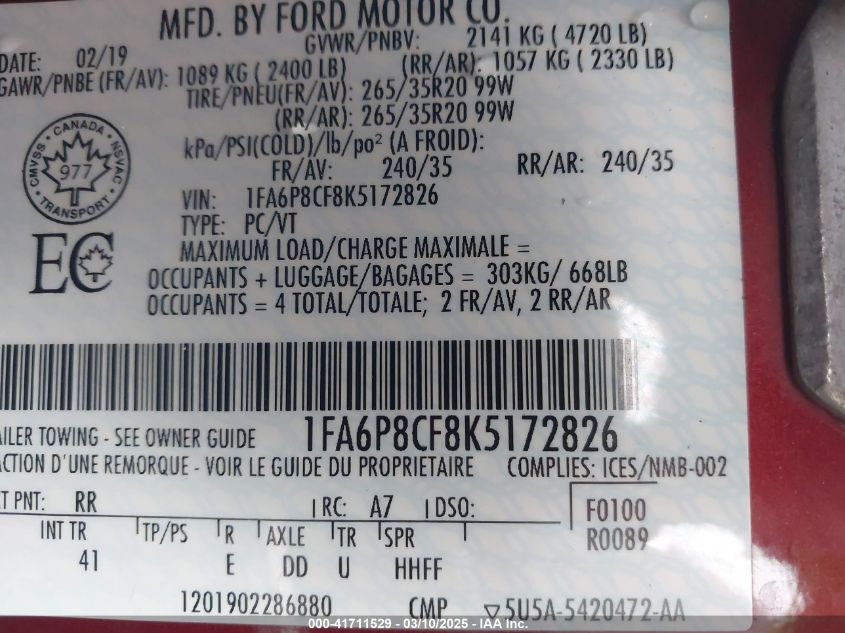 MFD. BY FORD MOTOR CO.
DATE: 02/19 GVWR/PNBV: 2141 KG ( 4720 LB)
GAWR/PNBE (FR/AV): 1089 KG ( 2400 LB) (RR/AR): 1057 KG ( 2330 LB)
TIRE/PNEU(FR/AV): 265/35R20 99W
(RR/AR): 265/35R20 99W
kPa/PSI(COLD)/lb/po² (A FROID):
FR/AV: 240/35 RR/AR: 240/35
CANADA
CMVSS 977 NSVAC
TRANSPORT
VIN: 1FA6P8CF8K5172826
TYPE: PC/VT
EC
MAXIMUM LOAD/CHARGE MAXIMALE =
OCCUPANTS + LUGGAGE/BAGAGES = 303KG/ 668LB
OCCUPANTS = 4 TOTAL/TOTALE; 2 FR/AV, 2 RR/AR
1FA6P8CF8K5172826
AILER TOWING - SEE OWNER GUIDE
ACTION D'UNE REMORQUE - VOIR LE GUIDE DU PROPRIETAIRE COMPLIES: ICES/NMB-002
T PNT: RR RC: A7 DSO: F0100
R0089
INT TR TP/PS R AXLE TR SPR
41 E DD U HHFF
1201902286880 CMP ▽5U5A-5420472-AA
000-41711529 - 03/10/2025 - IAA Inc.